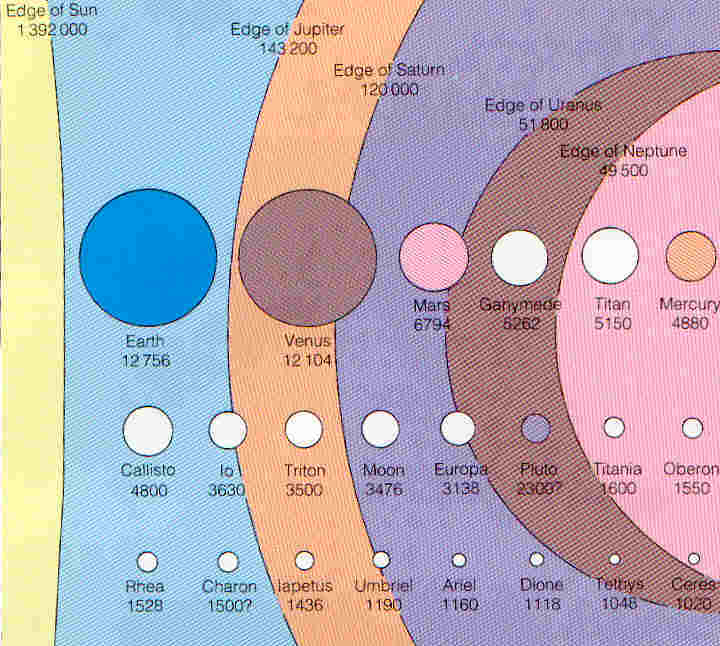 Edge of Sun
1 392 000
Edge of Jupiter
143 200
Edge of Saturn
120 000
Edge of Uranus
51 800
Edge of Neptune
49 500
Earth
12 756
Venus
12 104
Mars
6794
Ganymede
5262
Titan
5150
Mercury
4880
Callisto
4800
Io
3630
Triton
3500
Moon
3476
Europa
3138
Pluto
2300?
Titania
1600
Oberon
1550
Rhea
1528
Charon
1500?
Iapetus
1436
Umbriel
1190
Ariel
1160
Dione
1118
Tethys
1048
Ceres
1020